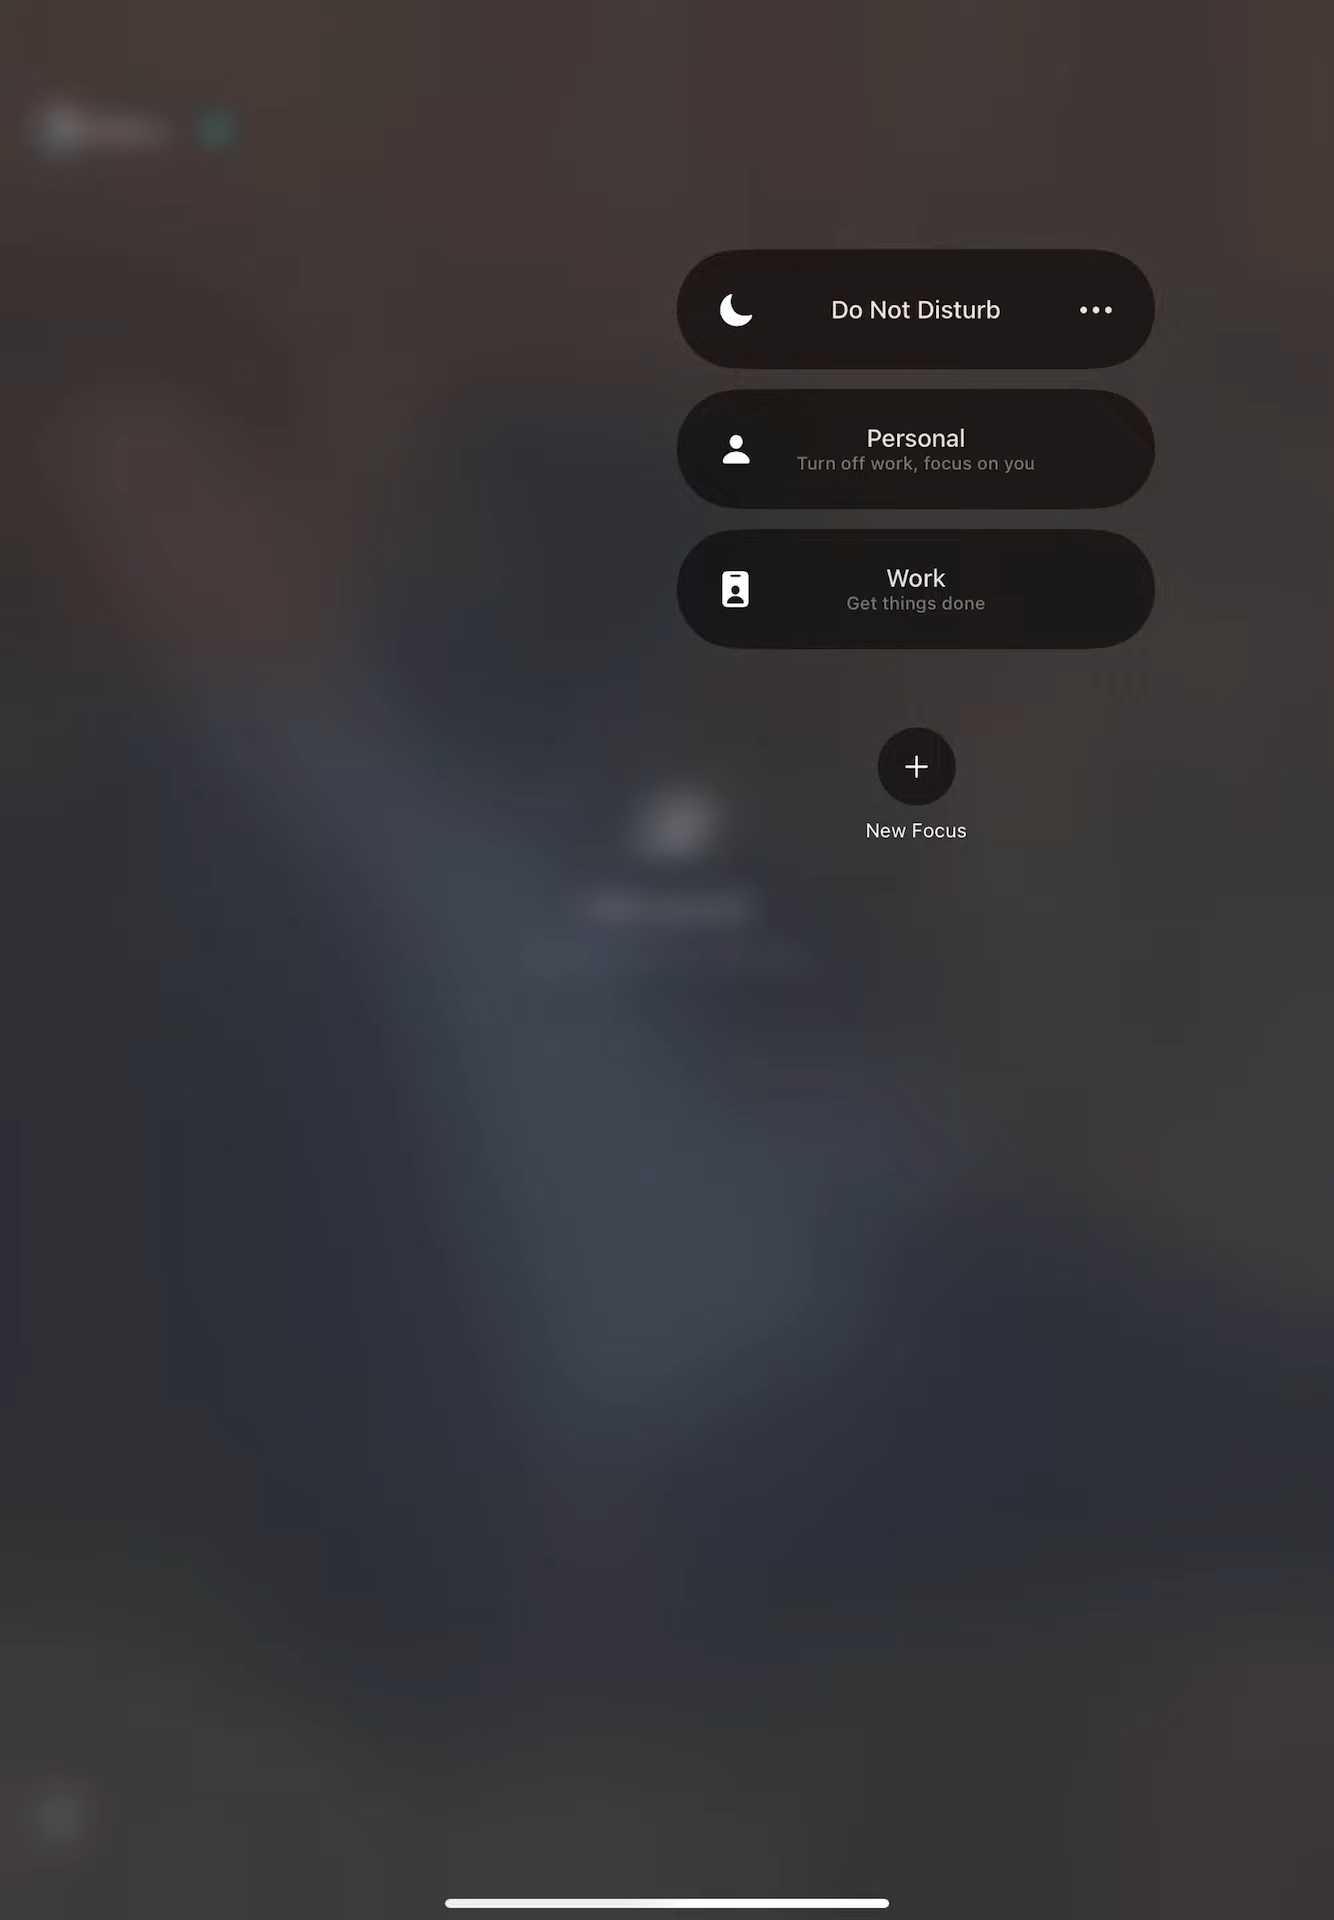 Do Not Disturb
Personal
Turn off work, focus on you
Work
Get things done
New Focus